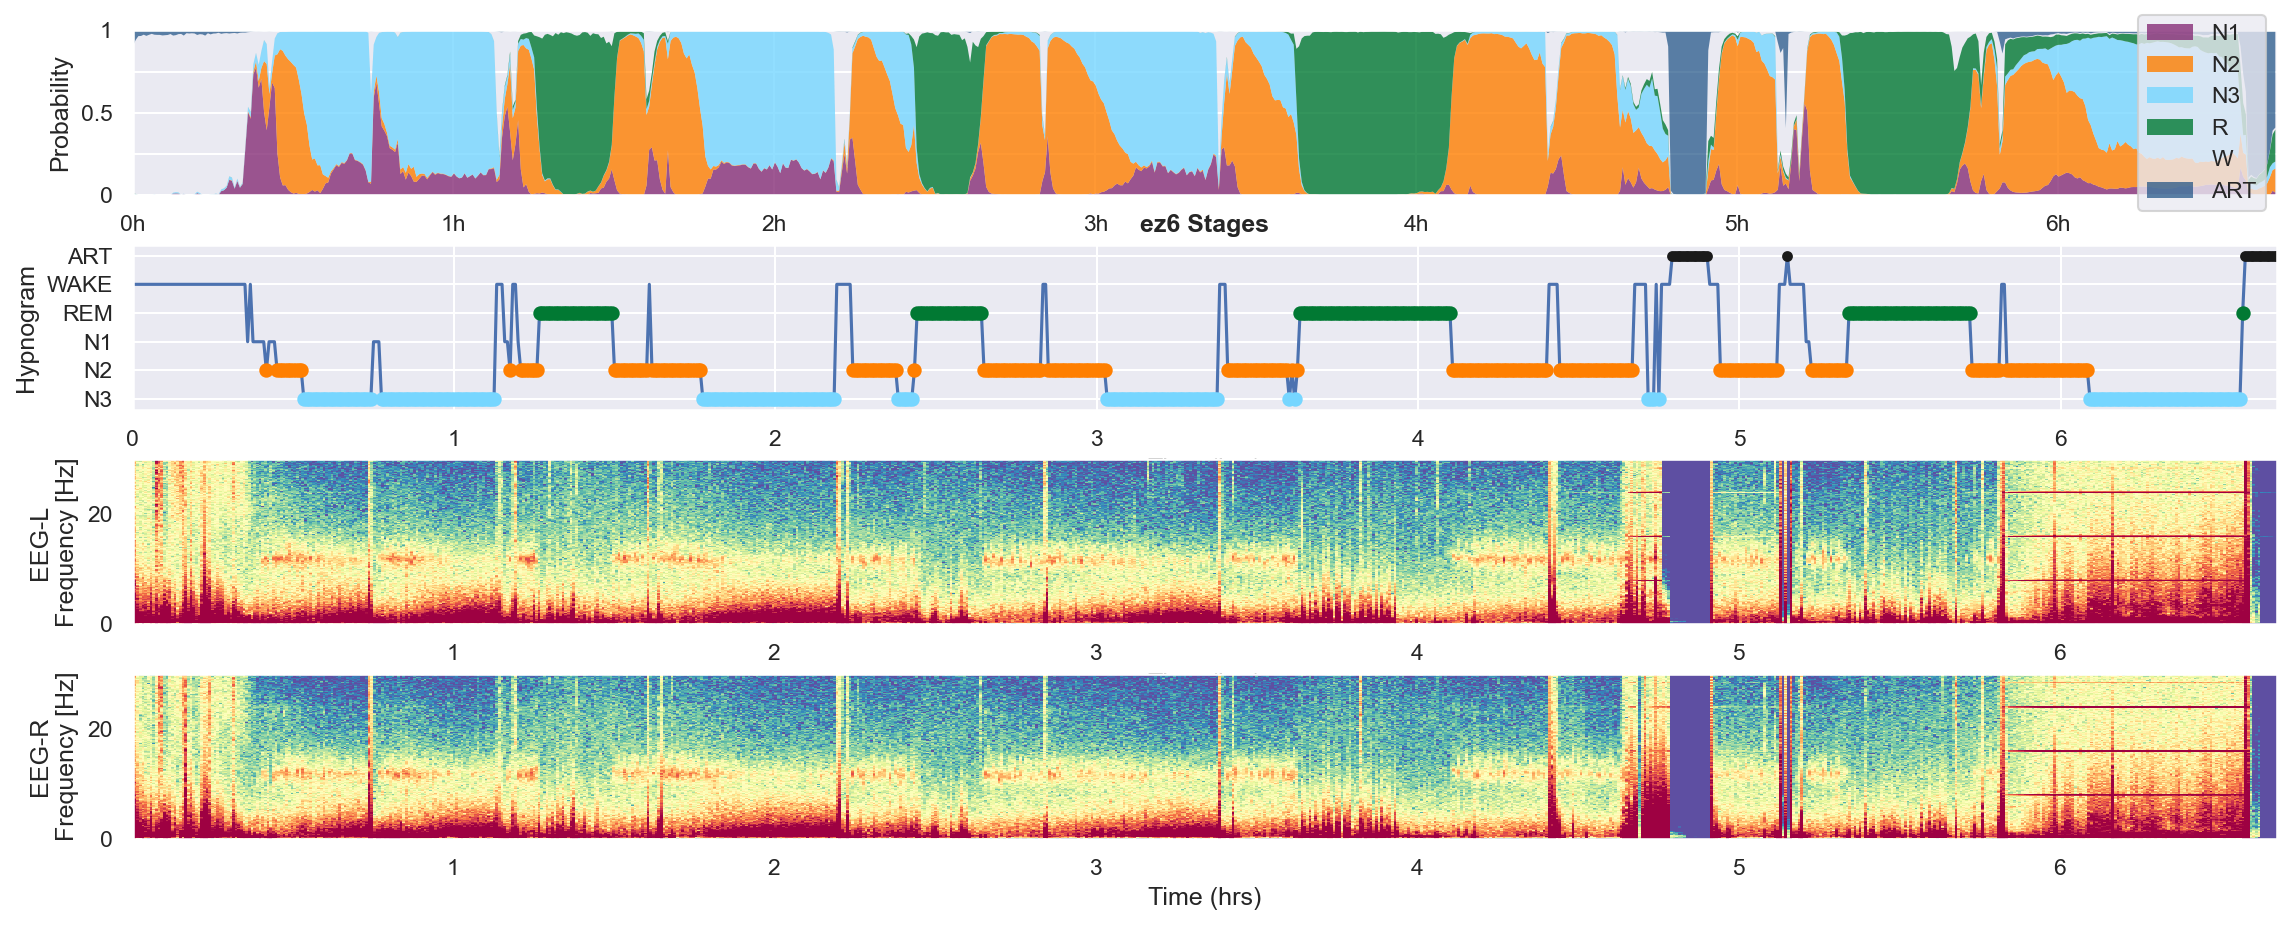 1
0.5
0
Probability
N1
N2
N3
R
W
ART
0h 1h 2h 3h 4h 5h 6h
ez6 Stages
Hypnogram
ART
WAKE
REM
N1
N2
N3
0 1 2 3 4 5 6
EEG-L
Frequency [Hz]
20
0
1 2 3 4 5 6
EEG-R
Frequency [Hz]
20
0
1 2 3 4 5 6
Time (hrs)